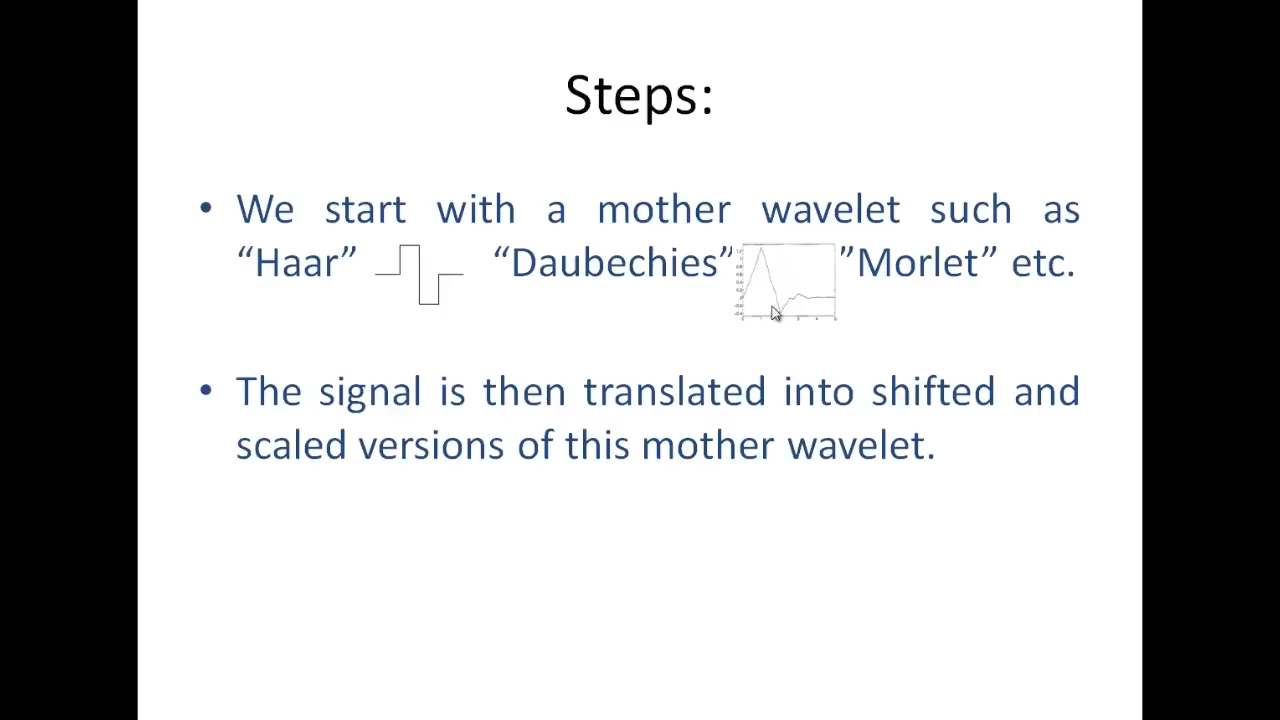 Steps:
• We start with a mother wavelet such as
“Haar” “Daubechies” ”Morlet” etc.
• The signal is then translated into shifted and
scaled versions of this mother wavelet.